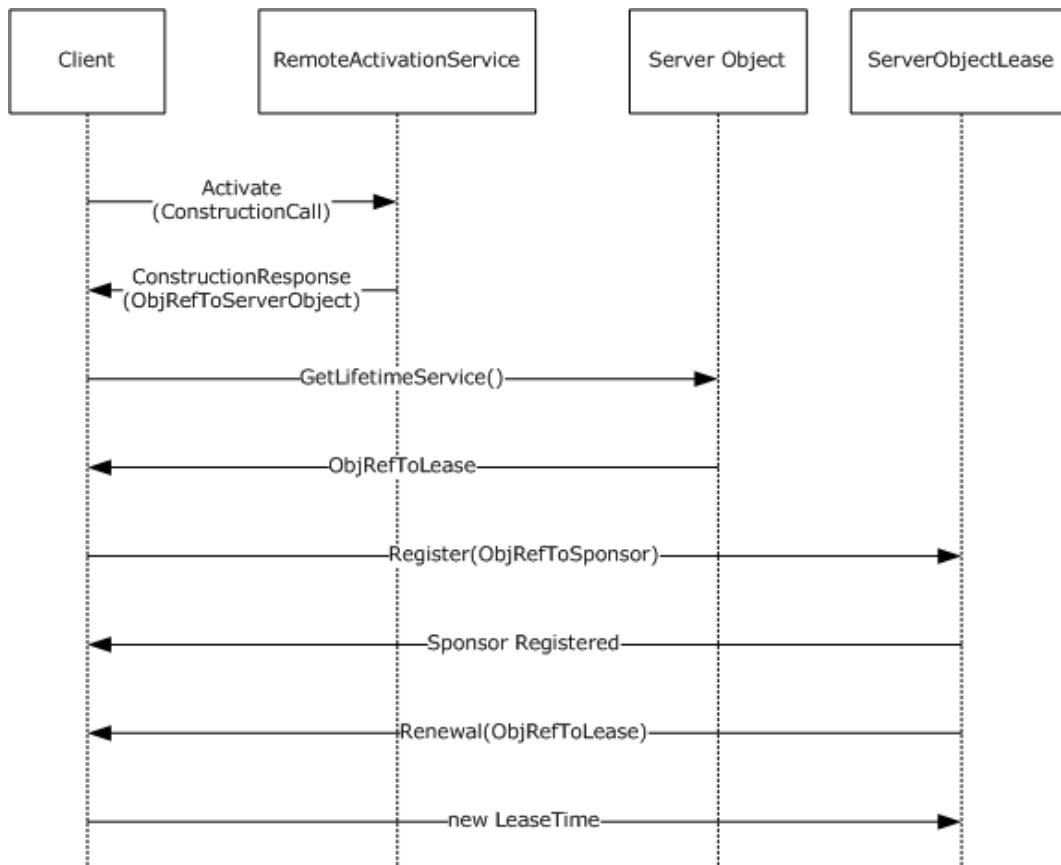 Client
RemoteActivationService
Server Object
ServerObjectLease
Activate
(ConstructionCall)
ConstructionResponse
(ObjRefToServerObject)
GetLifetimeService()
ObjRefToLease
Register(ObjRefToSponsor)
Sponsor Registered
Renewal(ObjRefToLease)
new LeaseTime